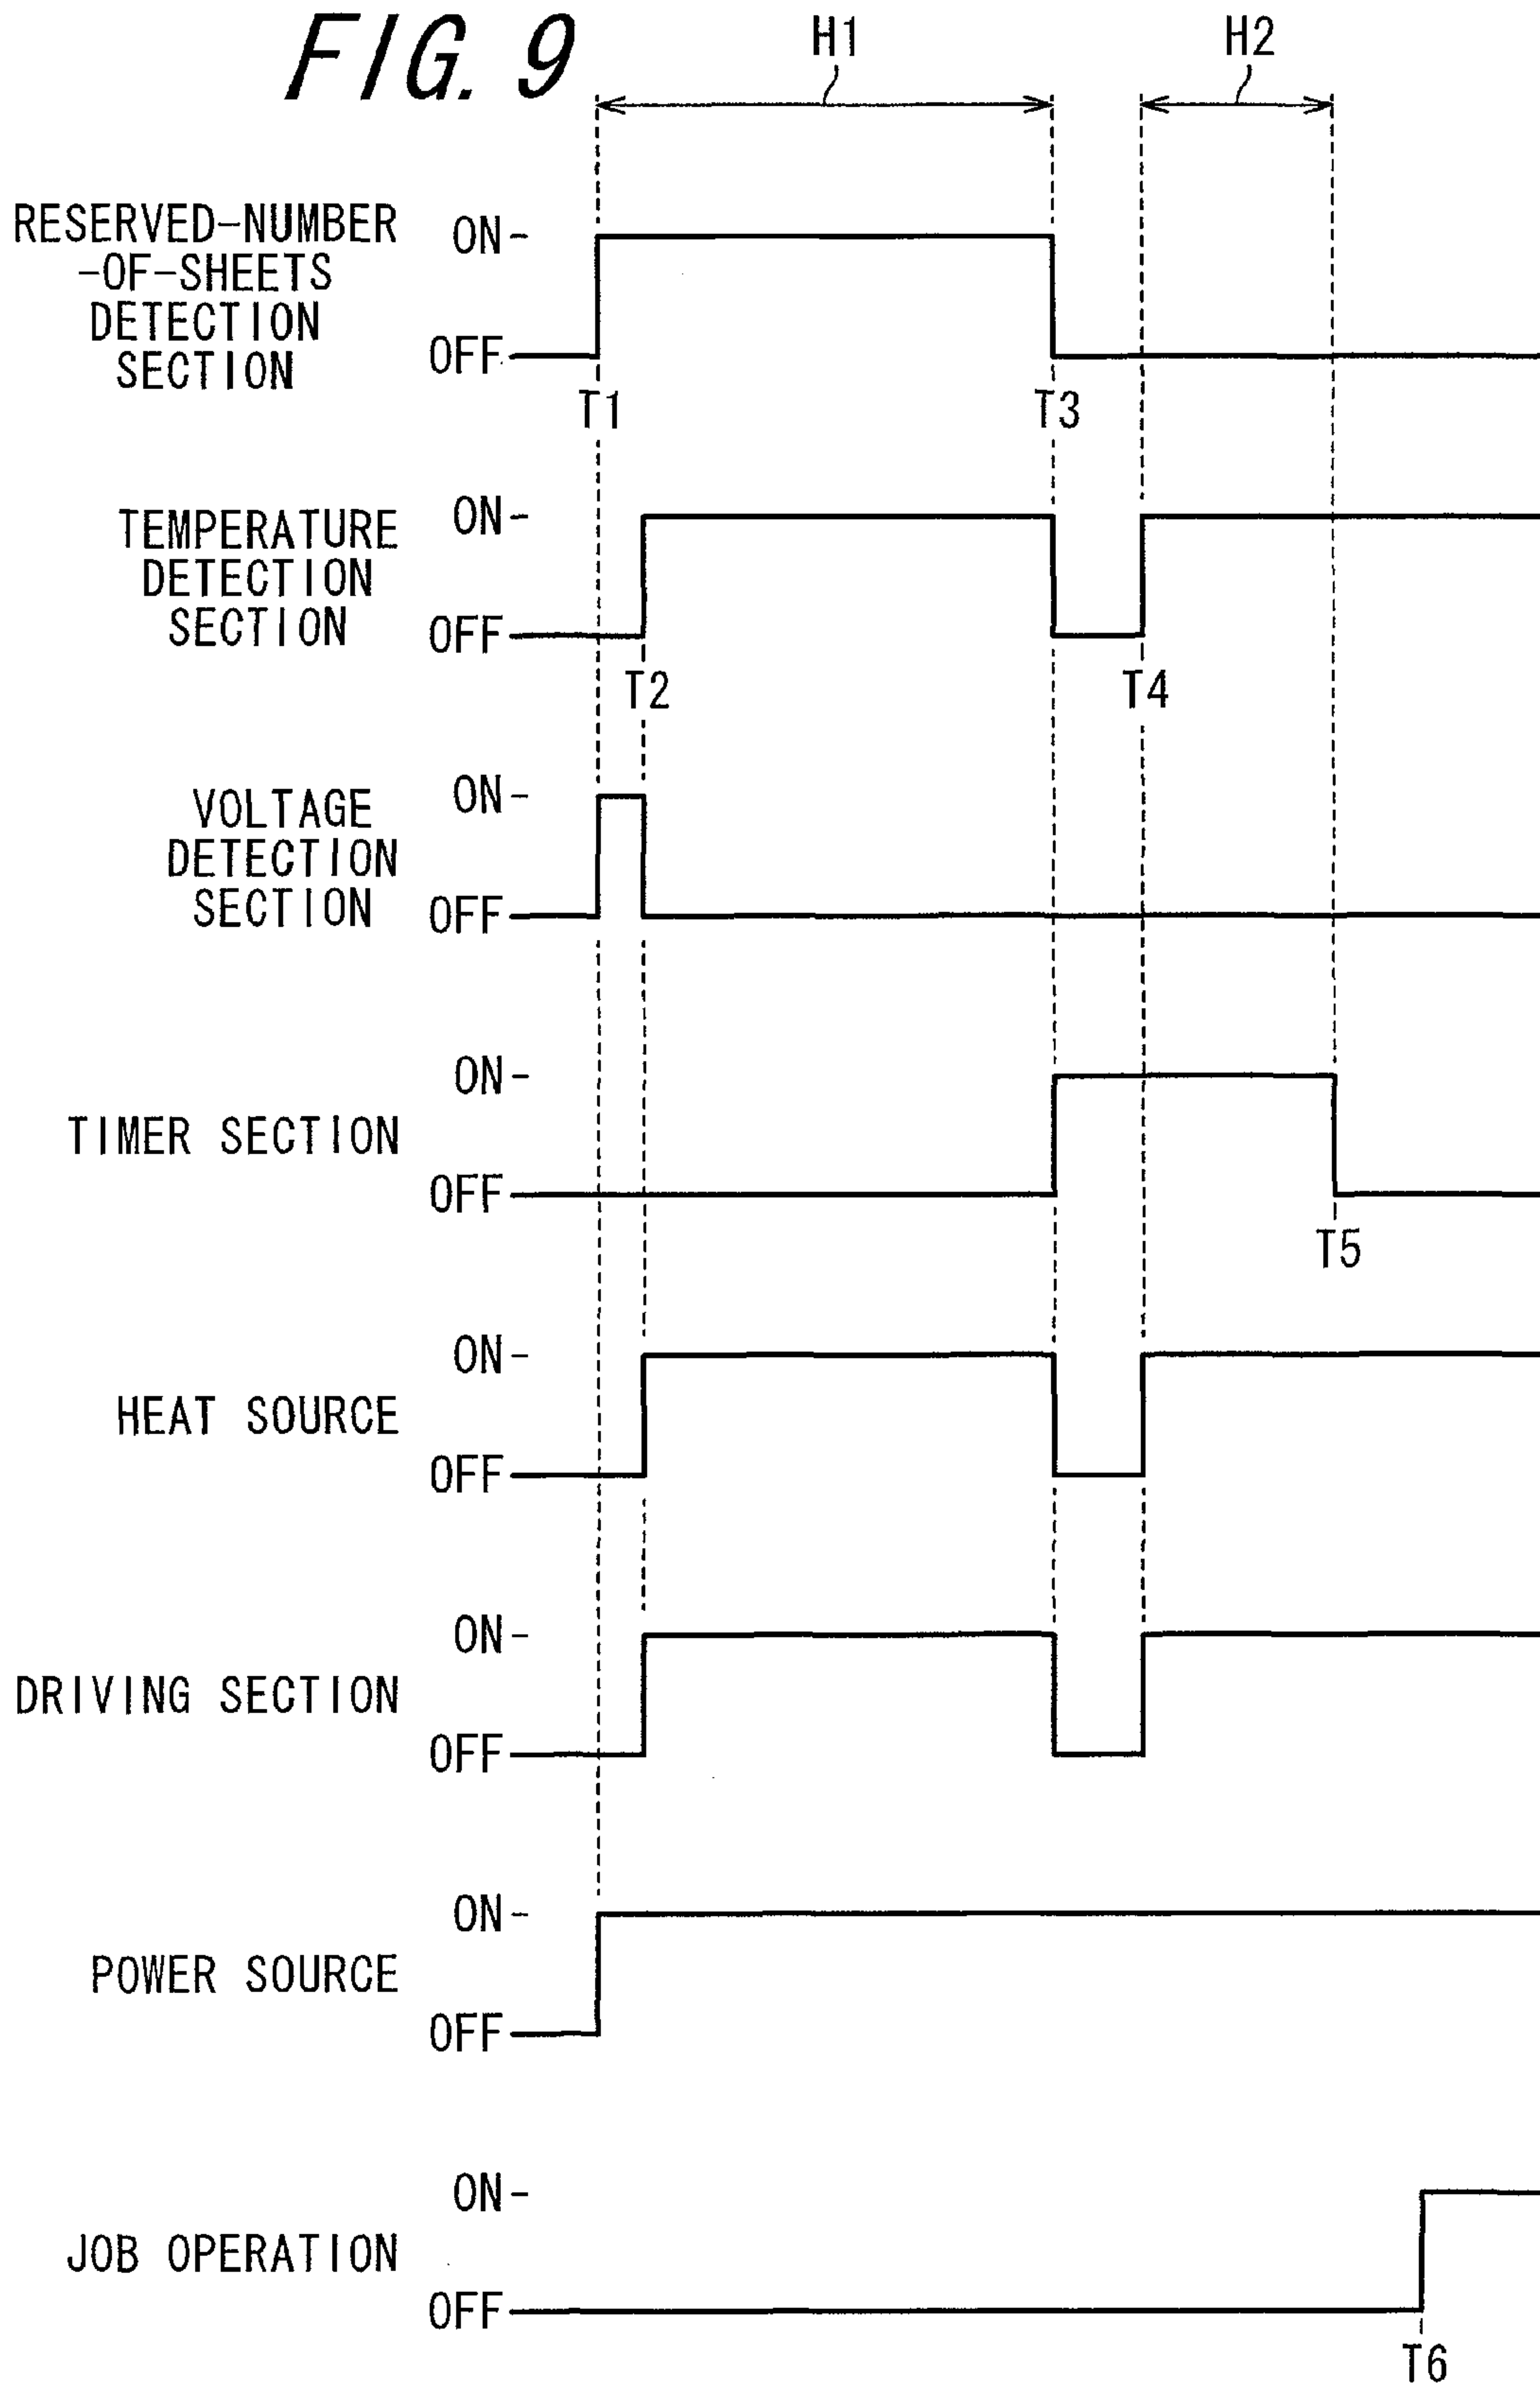 FIG. 9
H1
H2
RESERVED-NUMBER
-OF-SHEETS
DETECTION
SECTION
ON
OFF
T1
T3
TEMPERATURE
DETECTION
SECTION
ON
OFF
T2
T4
VOLTAGE
DETECTION
SECTION
ON
OFF
TIMER SECTION
ON
OFF
T5
HEAT SOURCE
ON
OFF
DRIVING SECTION
ON
OFF
POWER SOURCE
ON
OFF
JOB OPERATION
ON
OFF
T6